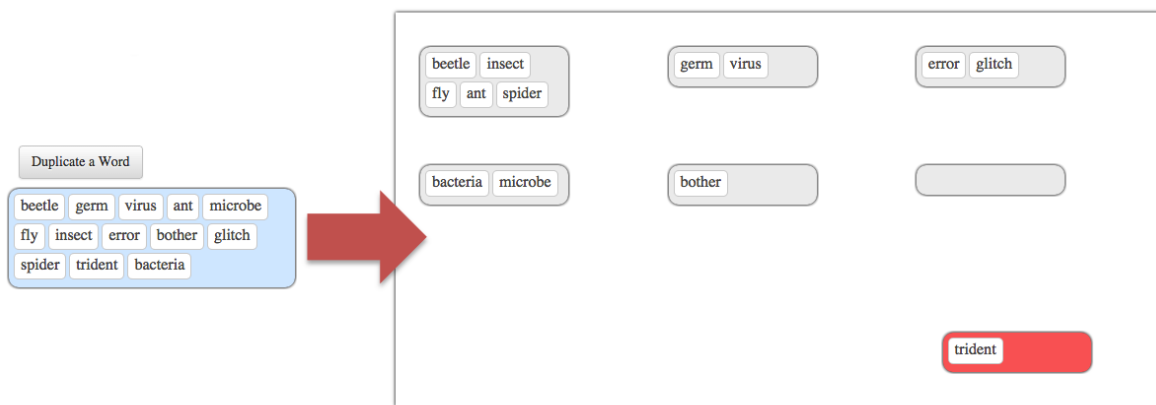 Duplicate a Word
beetle germ virus ant microbe
fly insect error bother glitch
spider trident bacteria
beetle insect
fly ant spider
germ virus
error glitch
bacteria microbe
bother
trident